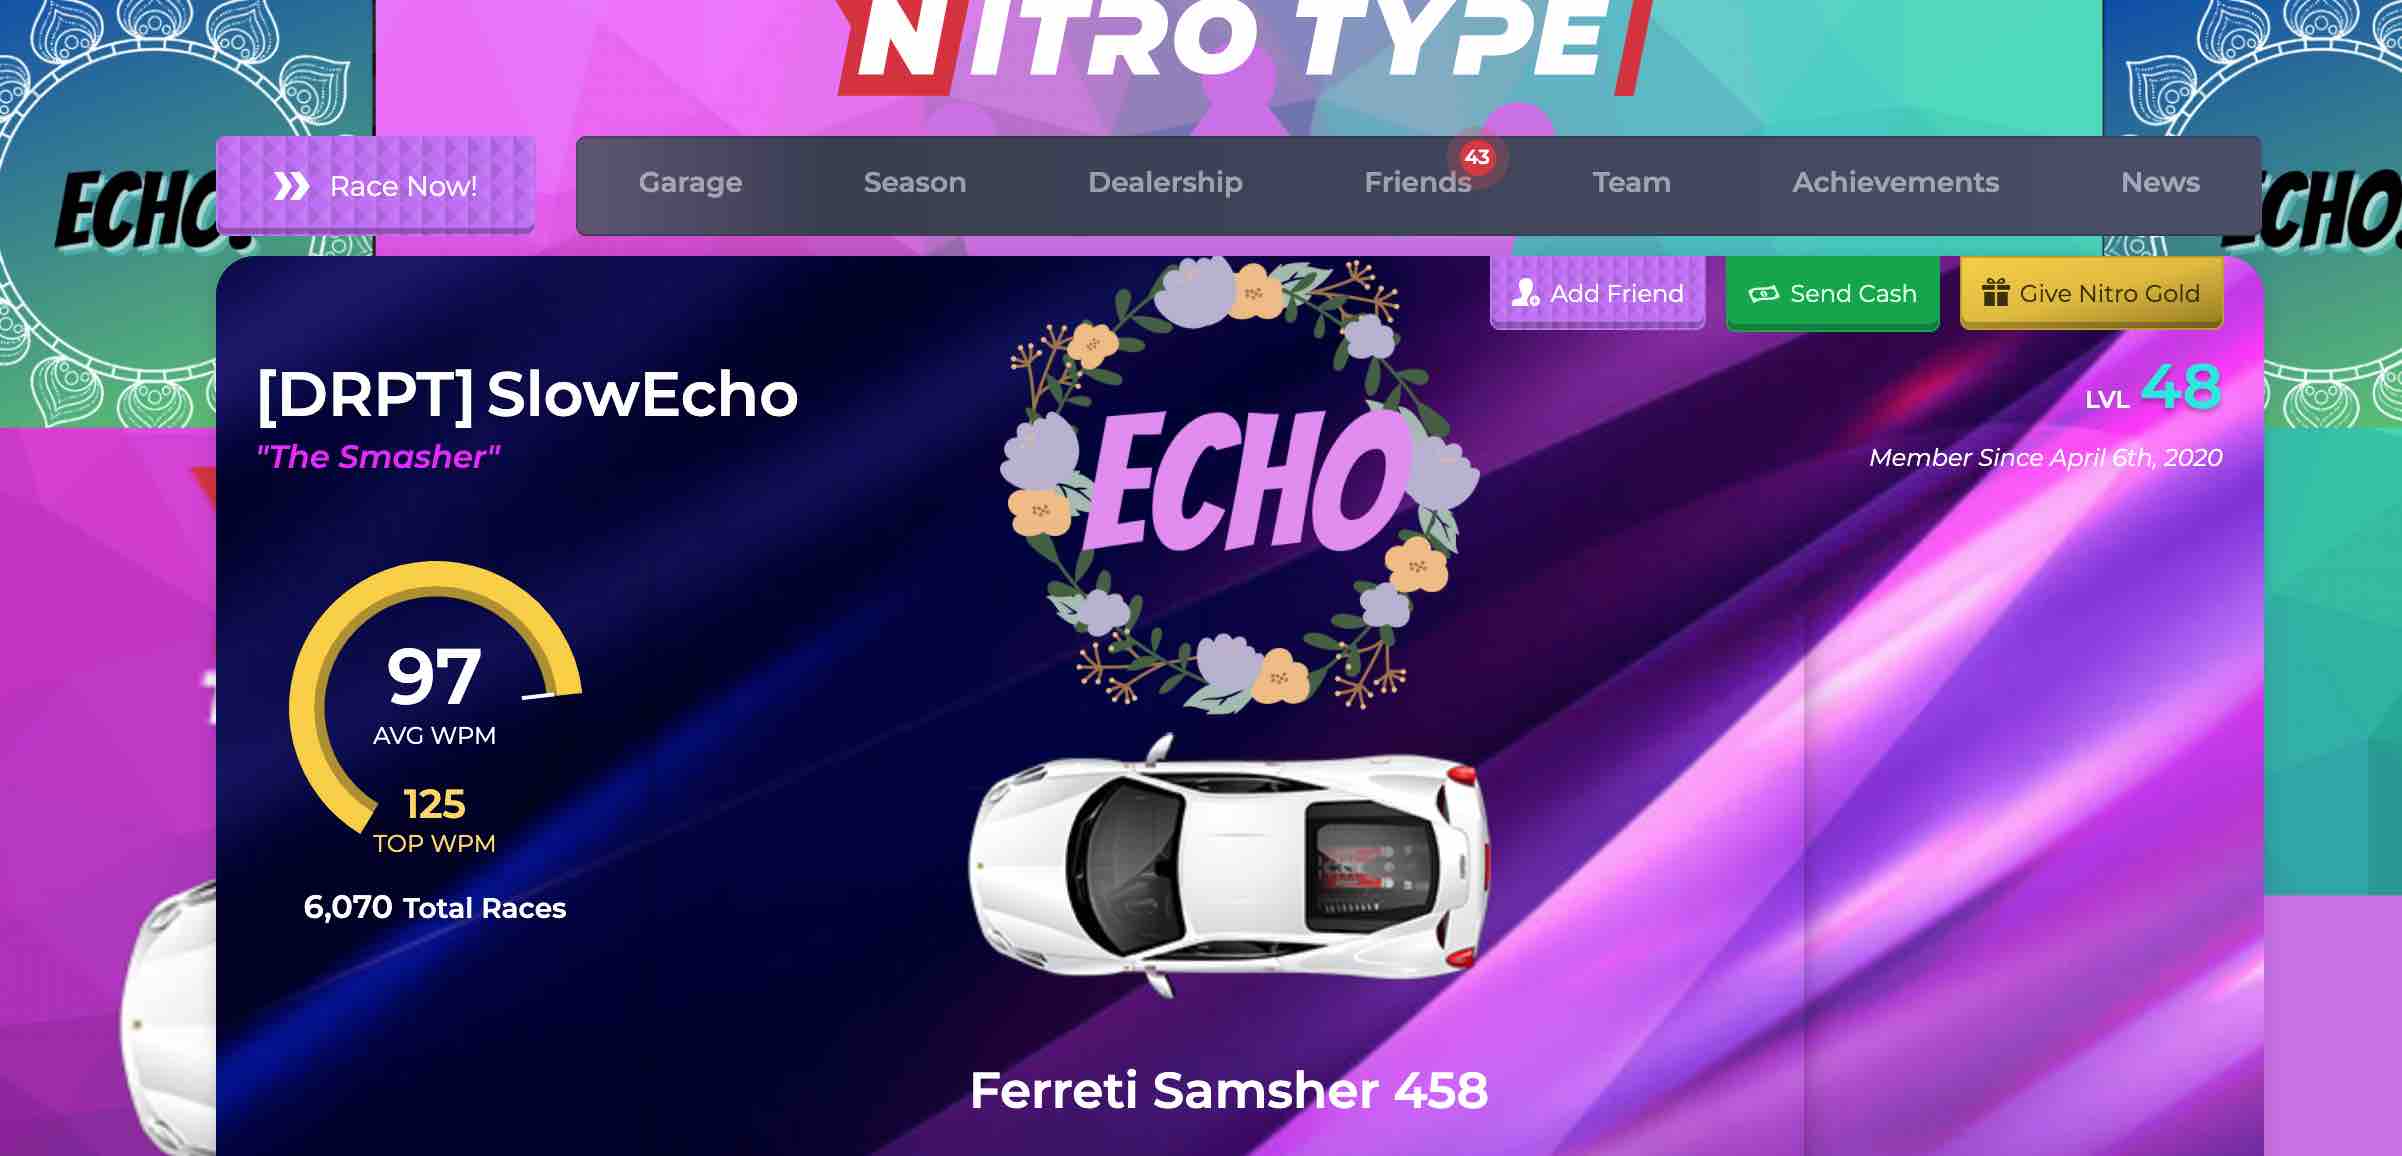 NITRO TYPE
ECHO!
ECHO!
Race Now!
Garage
Season
Dealership
Friends
43
Team
Achievements
News
Add Friend
Send Cash
Give Nitro Gold
[DRPT] SlowEcho
"The Smasher"
LVL 48
Member Since April 6th, 2020
ECHO
97
AVG WPM
125
TOP WPM
6,070 Total Races
Ferreti Samsher 458